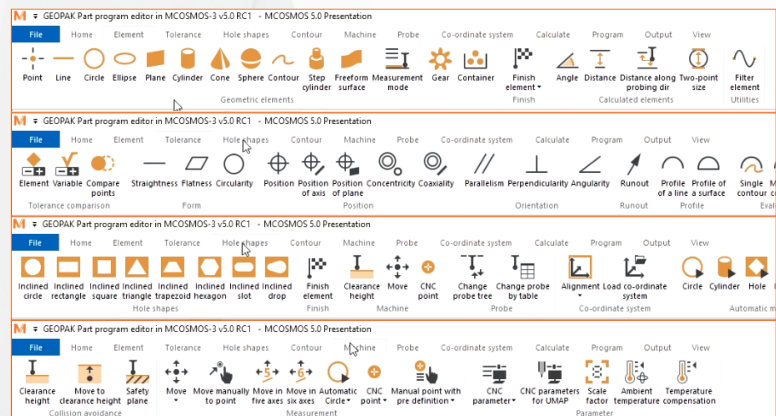 M GEOPAK Part program editor in MCOSMOS-3 v5.0 RC1 - MCOSMOS 5.0 Presentation
File Home Element Tolerance Hole shapes Contour Machine Probe Co-ordinate system Calculate Program Output View
Point Line Circle Ellipse Plane Cylinder Cone Sphere Contour Step Freeform Measurement Gear Container Finish Angle Distance Distance along Two-point Filter
cylinder surface mode element probing dir size element
Geometric elements Finish Calculated elements Utilities
M GEOPAK Part program editor in MCOSMOS-3 v5.0 RC1 - MCOSMOS 5.0 Presentation
File Home Element Tolerance Hole shapes Contour Machine Probe Co-ordinate system Calculate Program Output View
Element Variable Compare Straightness Flatness Circularity Position Position Position Concentricity Coaxiality Parallelism Perpendicularity Angularity Runout Profile Profile of Single
points of axis of plane of a line a surface contour
Tolerance comparison Form Position Orientation Runout Profile
M GEOPAK Part program editor in MCOSMOS-3 v5.0 RC1 - MCOSMOS 5.0 Presentation
File Home Element Tolerance Hole shapes Contour Machine Probe Co-ordinate system Calculate Program Output View
Inclined Inclined Inclined Inclined Inclined Inclined Inclined Inclined Finish Clearance Move CNC Change Change probe Alignment Load co-ordinate Circle Cylinder Hole
circle rectangle square triangle trapezoid hexagon slot drop element height point probe tree by table system
Hole shapes Finish Machine Probe Co-ordinate system Automatic
M GEOPAK Part program editor in MCOSMOS-3 v5.0 RC1 - MCOSMOS 5.0 Presentation
File Home Element Tolerance Hole shapes Contour Machine Probe Co-ordinate system Calculate Program Output View
Clearance Move to Safety Move Move manually Move in Move in Automatic CNC Manual point with CNC CNC parameters Scale Ambient Temperature
height clearance height plane to point five axes six axes Circle point pre definition parameter for UMAP factor temperature compensation
Collision avoidance Measurement Parameter